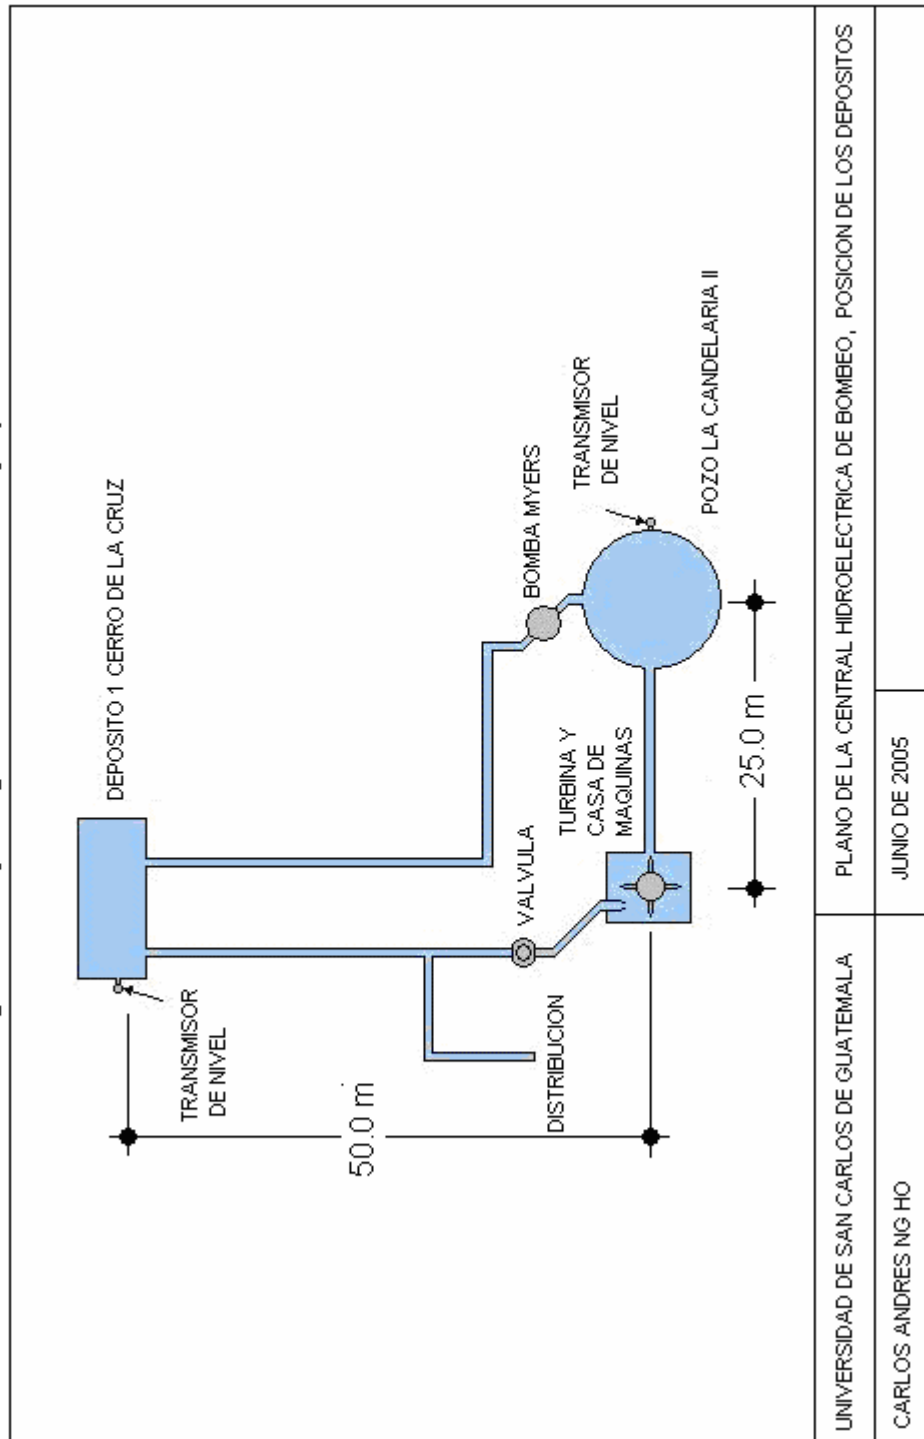 DEPOSITO 1 CERRO DE LA CRUZ
TRANSMISOR
DE NIVEL
50.0 m
DISTRIBUCION
VALVULA
BOMBA MYERS
TURBINA Y
CASA DE
MAQUINAS
TRANSMISOR
DE NIVEL
POZO LA CANDELARIA II
25.0 m
UNIVERSIDAD DE SAN CARLOS DE GUATEMALA
PLANO DE LA CENTRAL HIDROELECTRICA DE BOMBEO, POSICION DE LOS DEPOSITOS
CARLOS ANDRES NG HO
JUNIO DE 2005